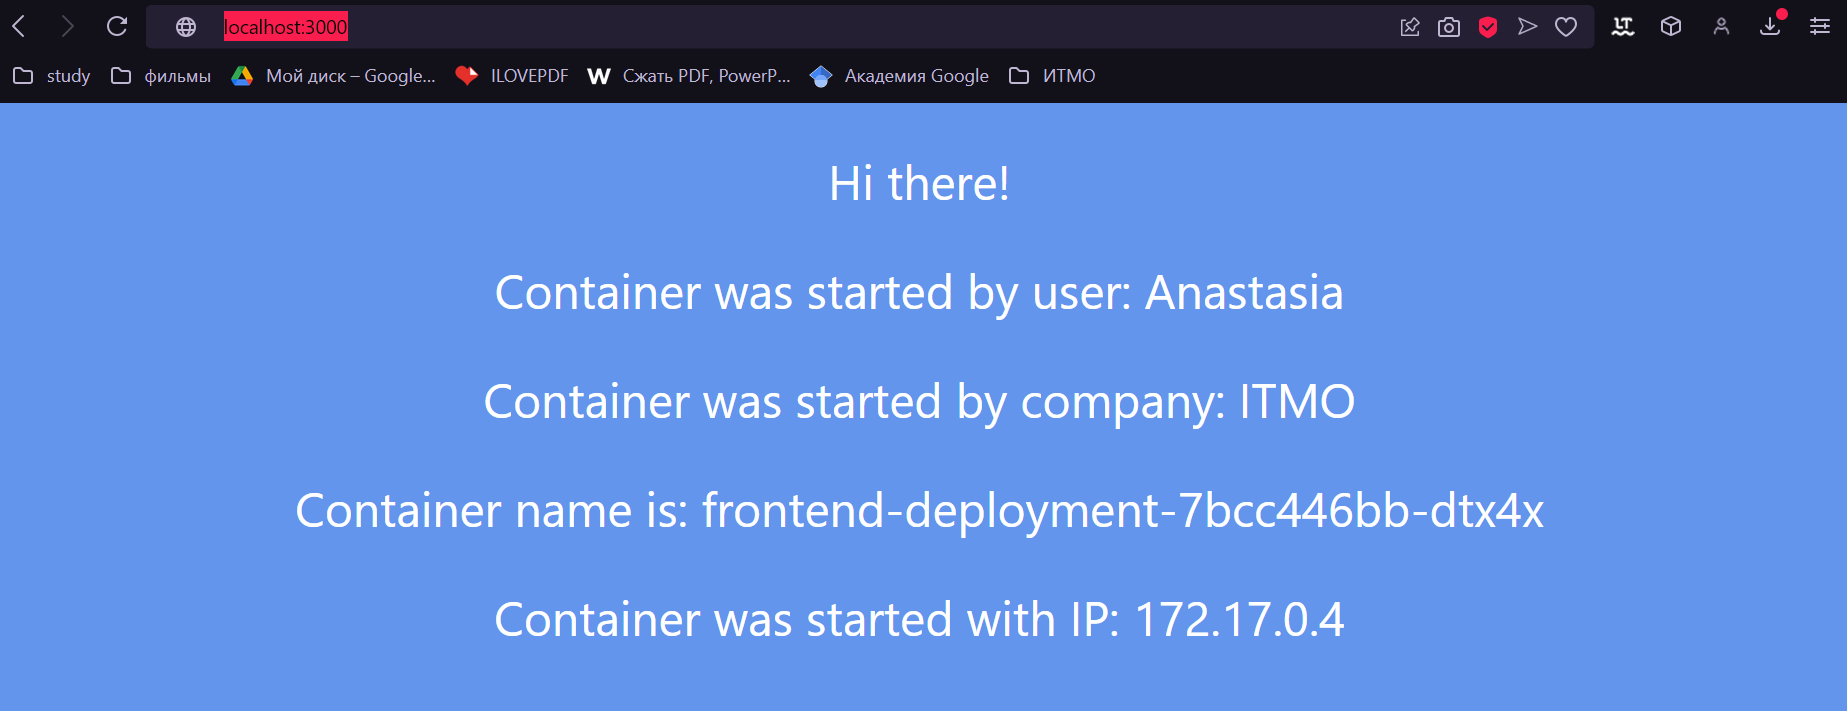 localhost:3000
LT
study фильмы Мой диск – Google... ILOVEPDF W Сжать PDF, PowerP... Академия Google ИТМО
Hi there!
Container was started by user: Anastasia
Container was started by company: ITMO
Container name is: frontend-deployment-7bcc446bb-dtx4x
Container was started with IP: 172.17.0.4